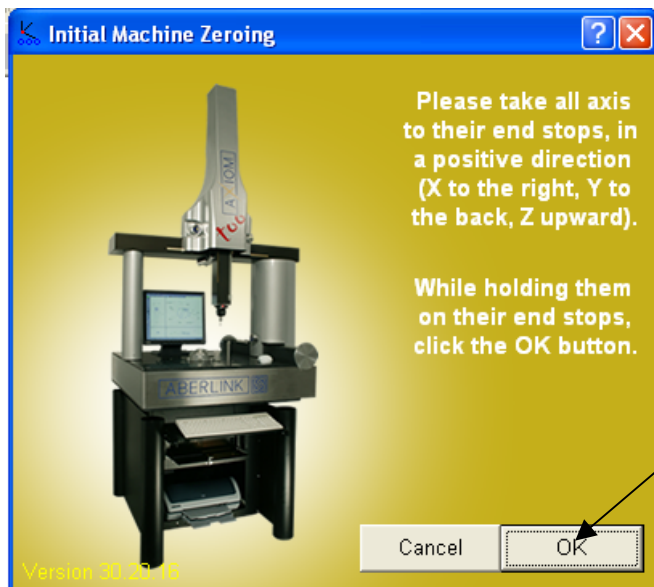 Initial Machine Zeroing
Please take all axis
to their end stops, in
a positive direction
(X to the right, Y to
the back, Z upward).
While holding them
on their end stops,
click the OK button.
AXIOM
too
ABERLINK
Cancel
OK
Version 30.20.16